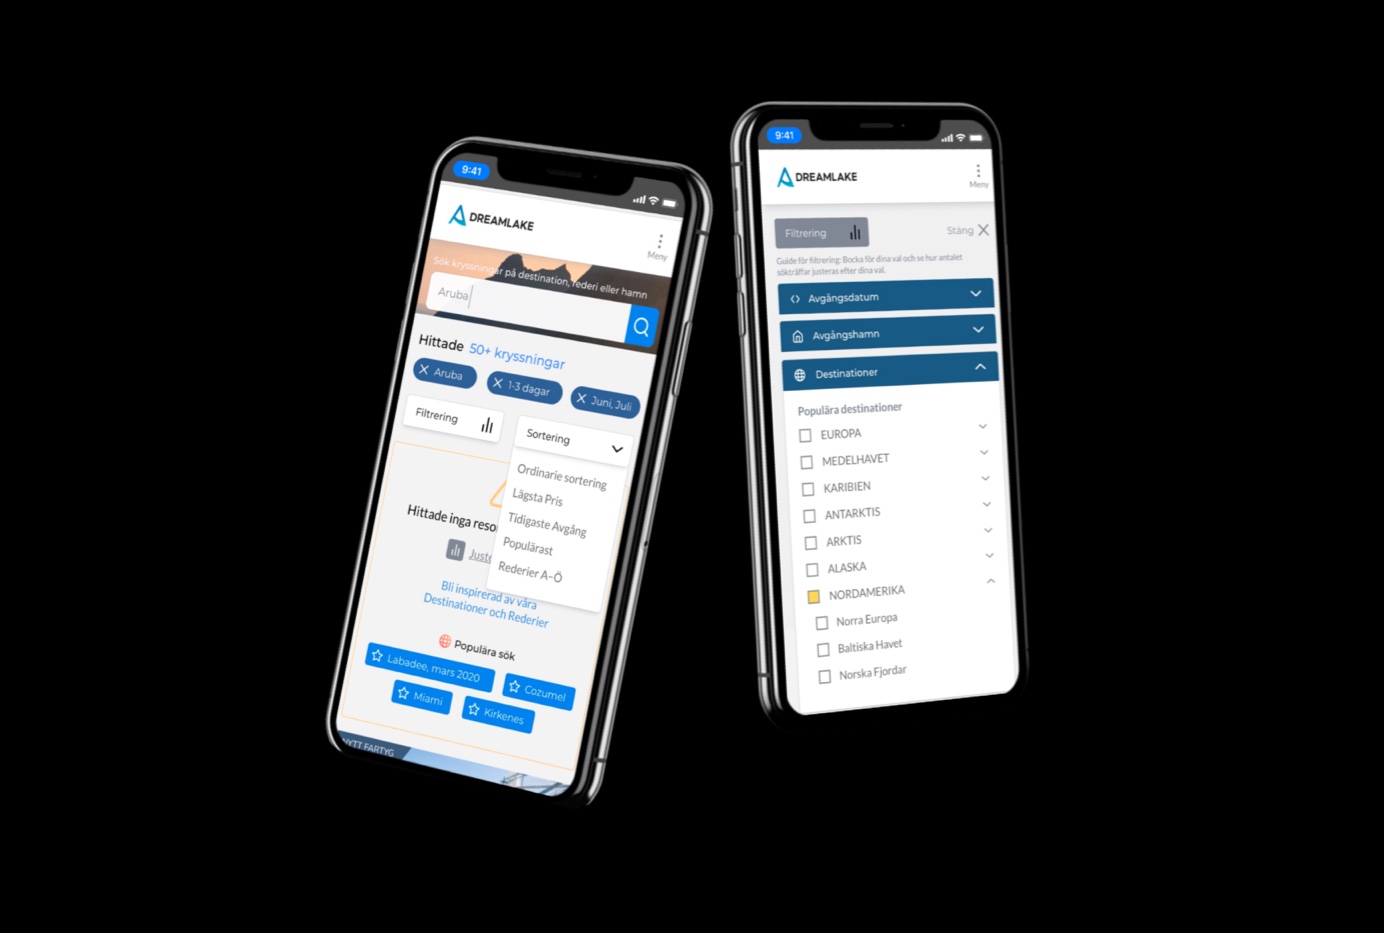 9:41
DREAMLAKE
Meny
Sök kryssningar på destination, rederi eller hamn
Aruba
Hittade 50+ kryssningar
Aruba
1-3 dagar
Juni, Juli
Filtrering
Sortering
Ordinarie sortering
Lägsta Pris
Tidigaste Avgång
Populärast
Rederier A-Ö
Hittade inga reso
Juste
Bli inspirerad av våra
Destinationer och Rederier
Populära sök
Labadee, mars 2020
Cozumel
Miami
Kirkenes
NYTT FARTYG
9:41
DREAMLAKE
Meny
Filtrering
Stäng
Guide för filtrering: Bocka för dina val och se hur antalet
sökträffar justeras efter dina val.
Avgångsdatum
Avgångshamn
Destinationer
Populära destinationer
EUROPA
MEDELHAVET
KARIBIEN
ANTARKTIS
ARKTIS
ALASKA
NORDAMERIKA
Norra Europa
Baltiska Havet
Norska Fjordar